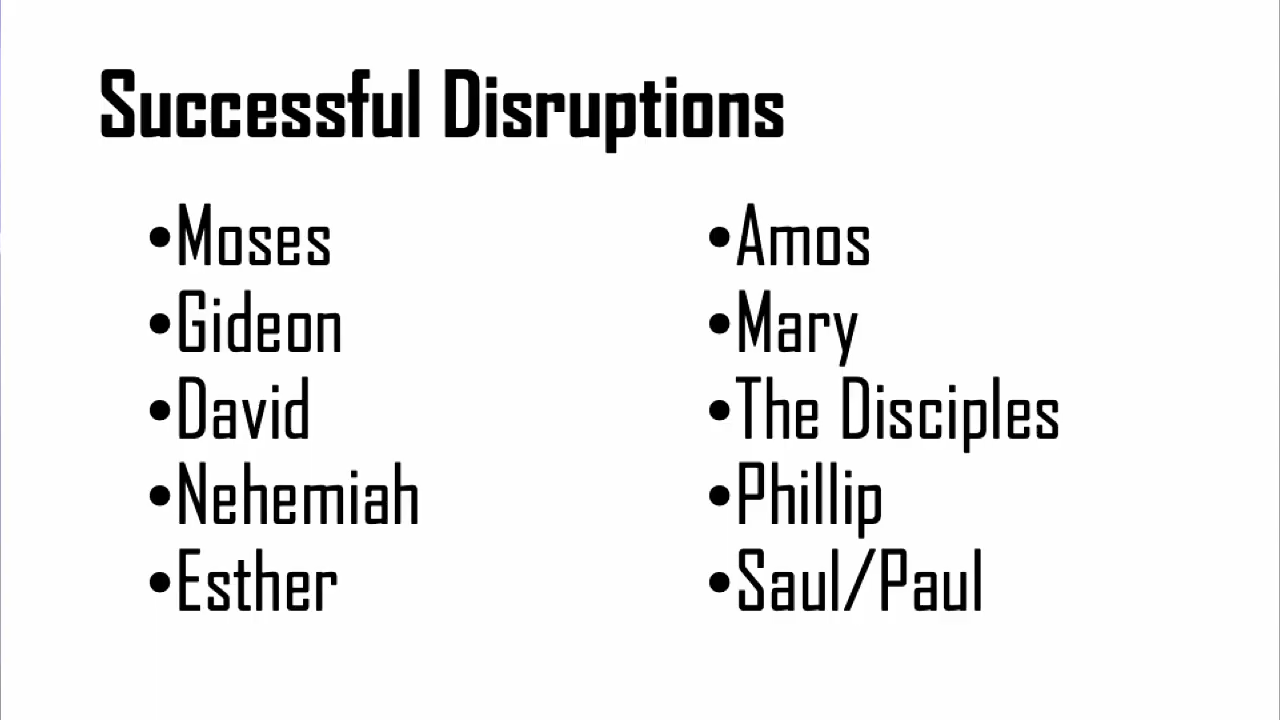 Successful Disruptions
•Moses
•Gideon
•David
•Nehemiah
•Esther
•Amos
•Mary
•The Disciples
•Phillip
•Saul/Paul